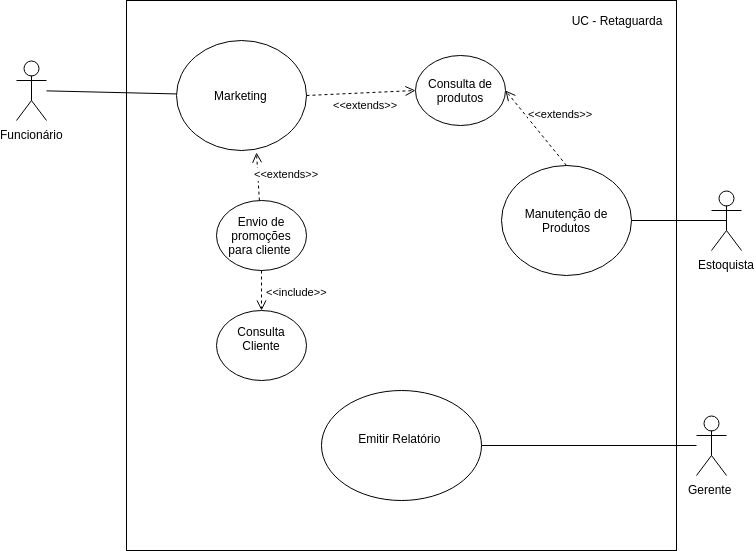 UC - Retaguarda
Marketing
Consulta de
produtos
<<extends>>
<<extends>>
Funcionário
<<extends>>
Envio de
promoções
para cliente
Manutenção de
Produtos
Estoquista
<<include>>
Consulta
Cliente
Emitir Relatório
Gerente